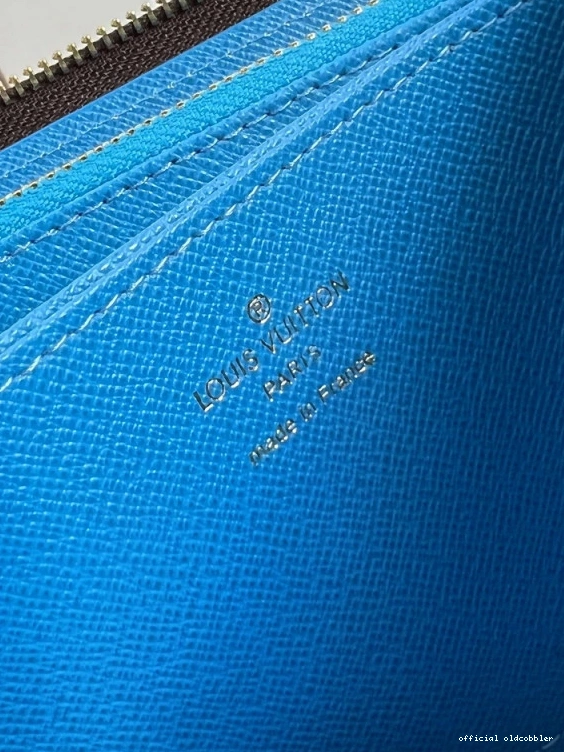 ®
LOUIS VUITTON
PARIS
made in France
official oldcobbler